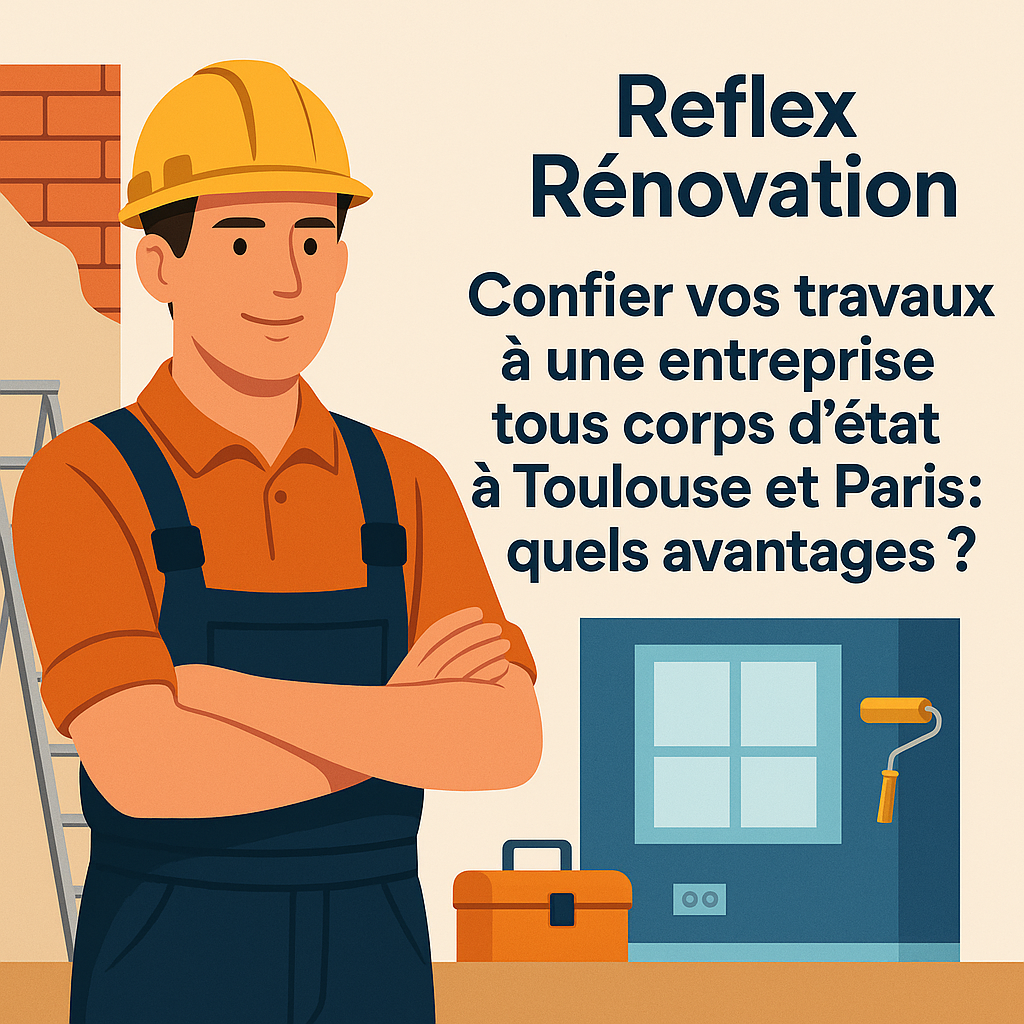 Reflex
Rénovation
Confier vos travaux
à une entreprise
tous corps d’état
à Toulouse et Paris:
quels avantages ?